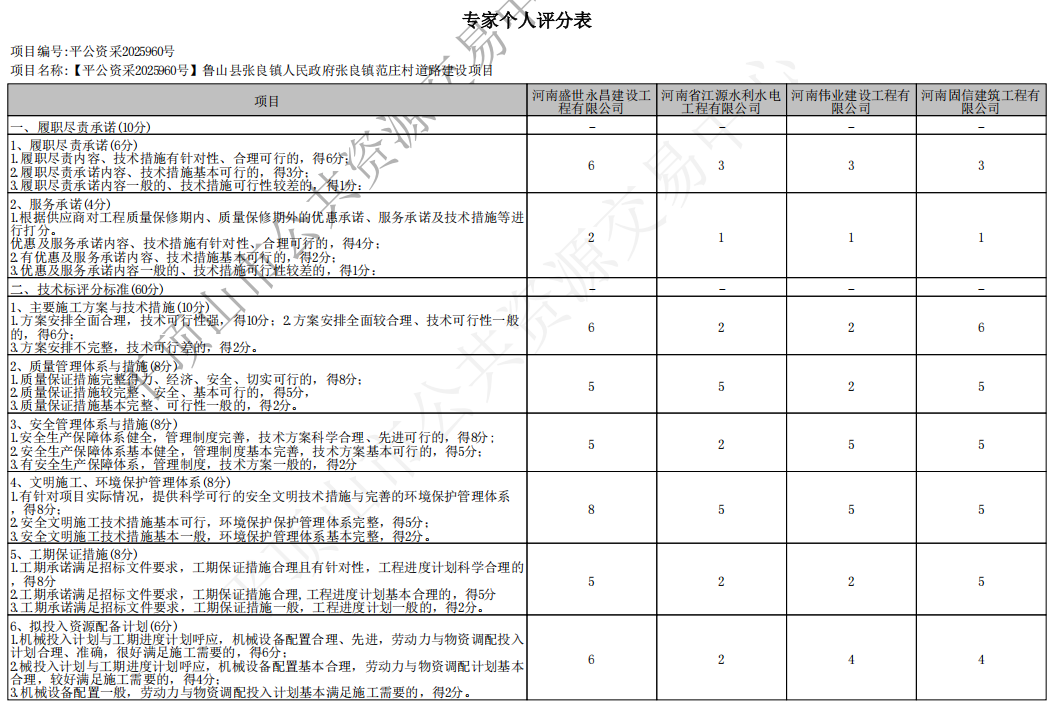 专家个人评分表
项目编号:平公资采2025960号
项目名称:【平公资采2025960号】鲁山县张良镇人民政府张良镇范庄村道路建设项目
项目 河南盛世永昌建设工程有限公司 河南省江源水利水电工程有限公司 河南伟业建设工程有限公司 河南固信建筑工程有限公司
一、履职尽责承诺(10分) - - - -
1、履职尽责承诺(6分)
1.履职尽责内容、技术措施有针对性、合理可行的，得6分；
2.履职尽责承诺内容、技术措施基本可行的，得3分；
3.履职尽责承诺内容一般的、技术措施可行性较差的，得1分：
6 3 3 3
2、服务承诺(4分)
1.根据供应商对工程质量保修期内、质量保修期外的优惠承诺、服务承诺及技术措施等进
行打分。
优惠及服务承诺内容、技术措施有针对性、合理可行的，得4分；
2.有优惠及服务承诺内容、技术措施基本可行的，得2分；
3.优惠及服务承诺内容一般的、技术措施可行性较差的，得1分：
2 1 1 1
二、技术标评分标准(60分) - - - -
1、主要施工方案与技术措施(10分)
1.方案安排全面合理，技术可行性强，得10分；2.方案安排全面较合理、技术可行性一般
的，得6分；
3.方案安排不完整，技术可行差的，得2分。
6 2 2 6
2、质量管理体系与措施(8分)
1.质量保证措施完整得力、经济、安全、切实可行的，得8分；
2.质量保证措施较完整、安全、基本可行的，得5分，
3.质量保证措施基本完整、可行性一般的，得2分。
5 5 2 5
3、安全管理体系与措施(8分)
1.安全生产保障体系健全，管理制度完善，技术方案科学合理、先进可行的，得8分；
2.安全生产保障体系基本健全，管理制度基本完善，技术方案基本可行的，得5分；
3.有安全生产保障体系，管理制度，技术方案一般的，得2分
5 2 5 5
4、文明施工、环境保护管理体系(8分)
1.有针对项目实际情况，提供科学可行的安全文明技术措施与完善的环境保护管理体系
，得8分；
2.安全文明施工技术措施基本可行，环境保护保护管理体系完整，得5分；
3.安全文明施工技术措施基本一般，环境保护管理体系基本完整，得2分。
8 5 5 5
5、工期保证措施(8分)
1.工期承诺满足招标文件要求，工期保证措施合理且有针对性，工程进度计划科学合理的
，得8分
2.工期承诺满足招标文件要求，工期保证措施合理,工程进度计划基本合理的，得5分
3.工期承诺满足招标文件要求，工期保证措施一般，工程进度计划一般的，得2分。
5 2 2 5
6、拟投入资源配备计划(6分)
1.机械投入计划与工期进度计划呼应，机械设备配置合理、先进，劳动力与物资调配投入
计划合理、准确，很好满足施工需要的，得6分；
2.械投入计划与工期进度计划呼应，机械设备配置基本合理，劳动力与物资调配计划基本
合理，较好满足施工需要的，得4分；
3.机械设备配置一般，劳动力与物资调配投入计划基本满足施工需要的，得2分。
6 2 4 4
平顶山市公共资源交易中心
平顶山市公共资源交易中心